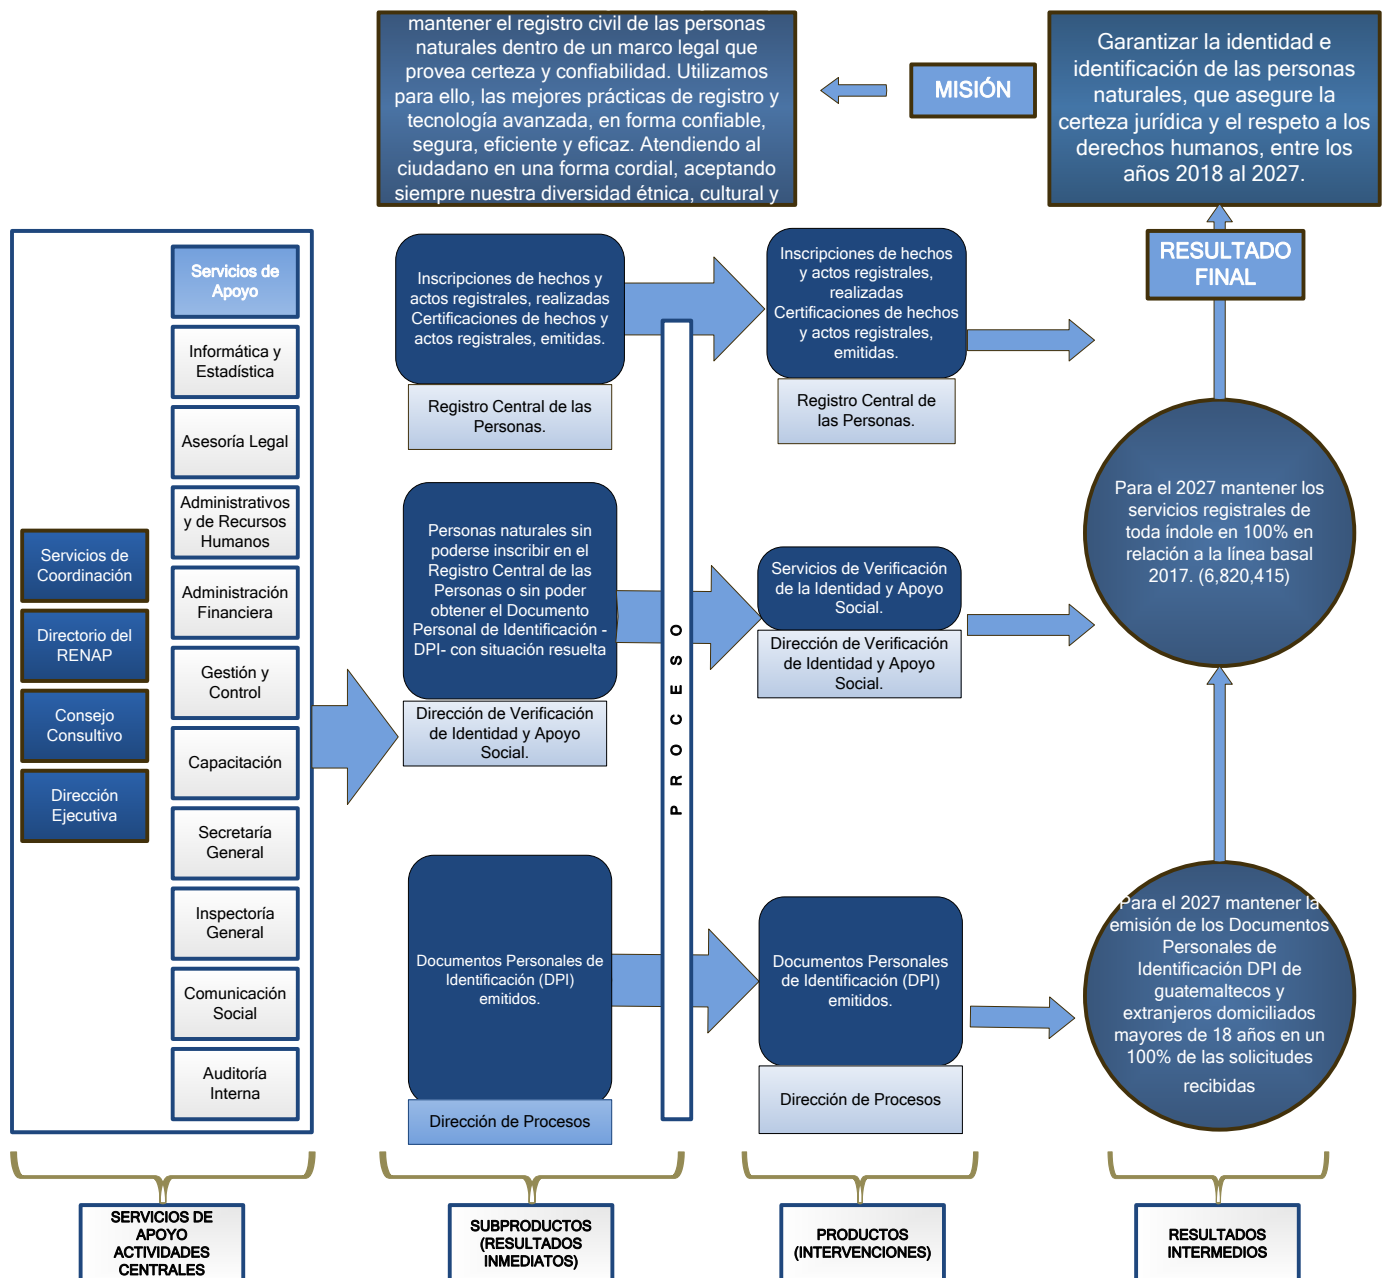 mantener el registro civil de las personas
naturales dentro de un marco legal que
provea certeza y confiabilidad. Utilizamos
para ello, las mejores prácticas de registro y
tecnología avanzada, en forma confiable,
segura, eficiente y eficaz. Atendiendo al
ciudadano en una forma cordial, aceptando
siempre nuestra diversidad étnica, cultural y
MISIÓN
Garantizar la identidad e
identificación de las personas
naturales, que asegure la
certeza jurídica y el respeto a los
derechos humanos, entre los
años 2018 al 2027.
RESULTADO
FINAL
Servicios de
Coordinación
Directorio del
RENAP
Consejo
Consultivo
Dirección
Ejecutiva
Servicios de
Apoyo
Informática y
Estadística
Asesoría Legal
Administrativos
y de Recursos
Humanos
Administración
Financiera
Gestión y
Control
Capacitación
Secretaría
General
Inspectoría
General
Comunicación
Social
Auditoría
Interna
Inscripciones de hechos y
actos registrales, realizadas
Certificaciones de hechos y
actos registrales, emitidas.
Registro Central de las
Personas.
Personas naturales sin
poderse inscribir en el
Registro Central de las
Personas o sin poder
obtener el Documento
Personal de Identificación -
DPI- con situación resuelta
Dirección de Verificación
de Identidad y Apoyo
Social.
Documentos Personales de
Identificación (DPI)
emitidos.
Dirección de Procesos
PROCESO
Inscripciones de hechos
y actos registrales,
realizadas
Certificaciones de hechos
y actos registrales,
emitidas.
Registro Central de
las Personas.
Servicios de Verificación
de la Identidad y Apoyo
Social.
Dirección de Verificación
de Identidad y Apoyo
Social.
Documentos Personales
de Identificación (DPI)
emitidos.
Dirección de Procesos
Para el 2027 mantener los
servicios registrales de
toda índole en 100% en
relación a la línea basal
2017. (6,820,415)
Para el 2027 mantener la
emisión de los Documentos
Personales de
Identificación DPI de
guatemaltecos y
extranjeros domiciliados
mayores de 18 años en un
100% de las solicitudes
recibidas
SERVICIOS DE
APOYO
ACTIVIDADES
CENTRALES
SUBPRODUCTOS
(RESULTADOS
INMEDIATOS)
PRODUCTOS
(INTERVENCIONES)
RESULTADOS
INTERMEDIOS